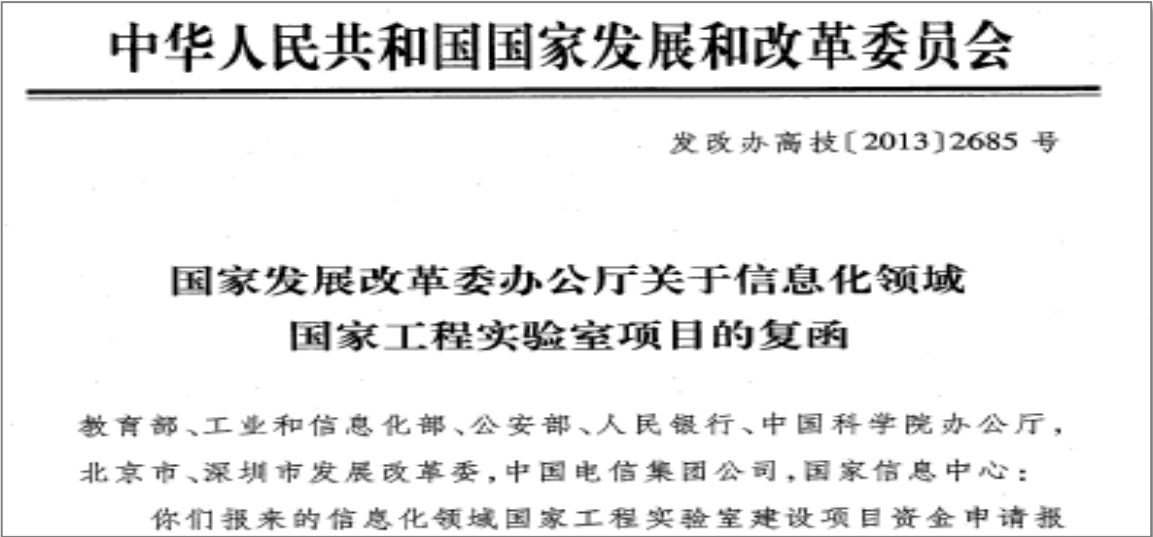 中华人民共和国国家发展和改革委员会
发改办高技〔2013〕2685 号
国家发展改革委办公厅关于信息化领域
国家工程实验室项目的复函
教育部、工业和信息化部、公安部、人民银行、中国科学院办公厅，
北京市、深圳市发展改革委，中国电信集团公司，国家信息中心：
你们报来的信息化领域国家工程实验室建设项目资金申请报